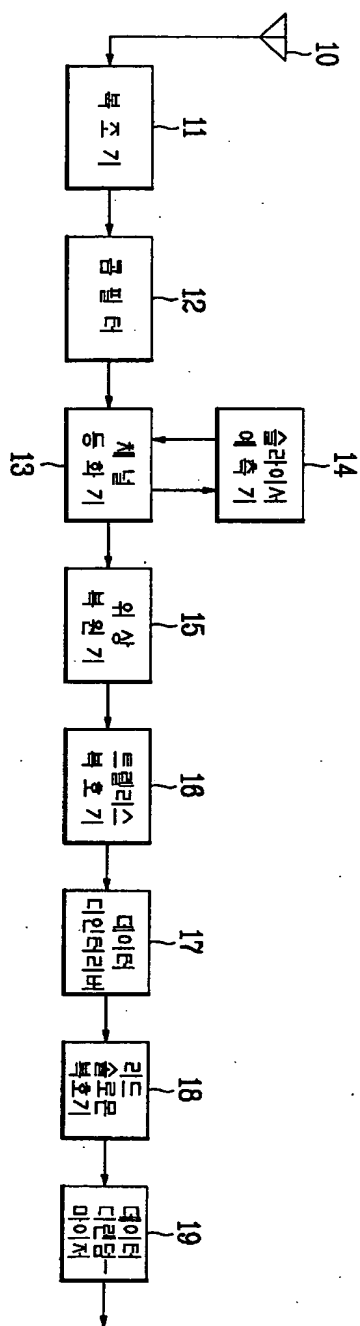 10
11
복조기
12
콤필터
13
채널
등화기
14
슬라이서
예측기
15
위상
복원기
16
트렐리스
복호기
17
데이터
디인터리버
18
리드
솔로몬
복호기
19
데이터
디랜덤-
마이저